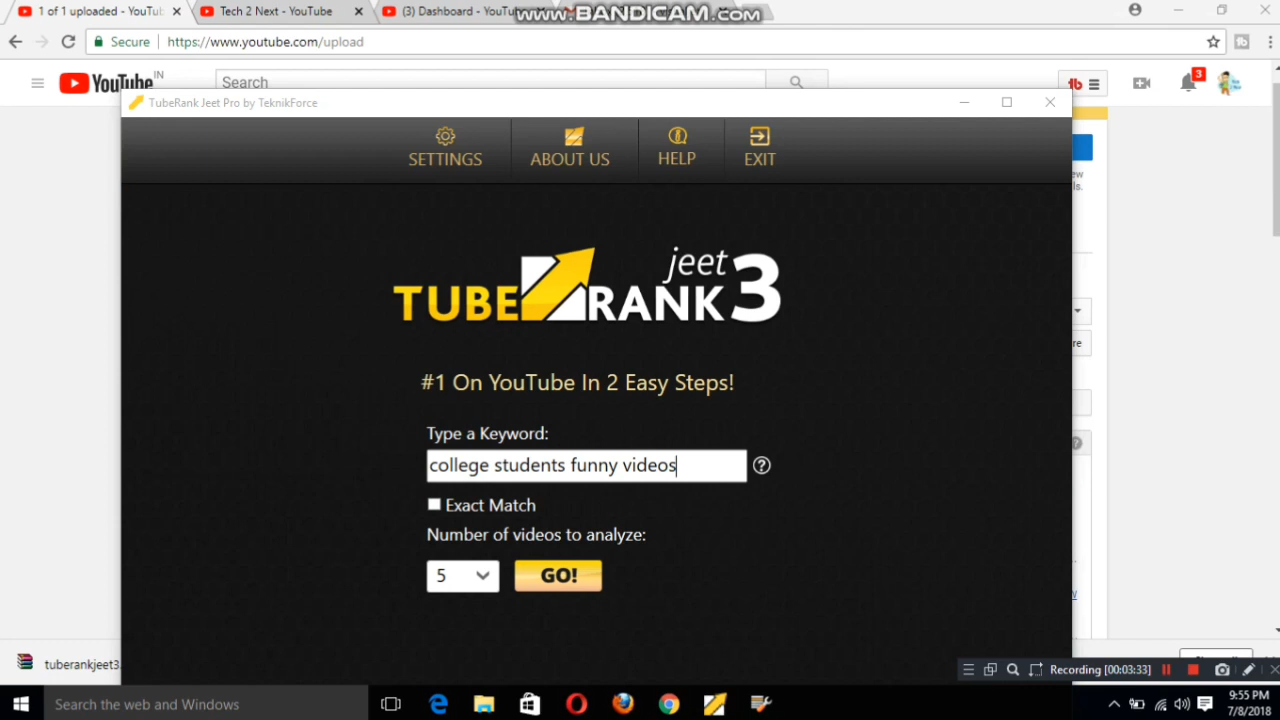 1 of 1 uploaded - YouTu
Tech 2 Next - YouTube
(3) Dashboard - YouTu
www.BANDICAM.com
Secure
https://www.youtube.com/upload
YouTube IN
Search
3
TubeRank Jeet Pro by TeknikForce
SETTINGS
ABOUT US
HELP
EXIT
TUBE RANK jeet 3
#1 On YouTube In 2 Easy Steps!
Type a Keyword:
college students funny videos
Exact Match
Number of videos to analyze:
5
GO!
tuberankjeet3.
Recording [00:03:33]
Search the web and Windows
9:55 PM
7/8/2018